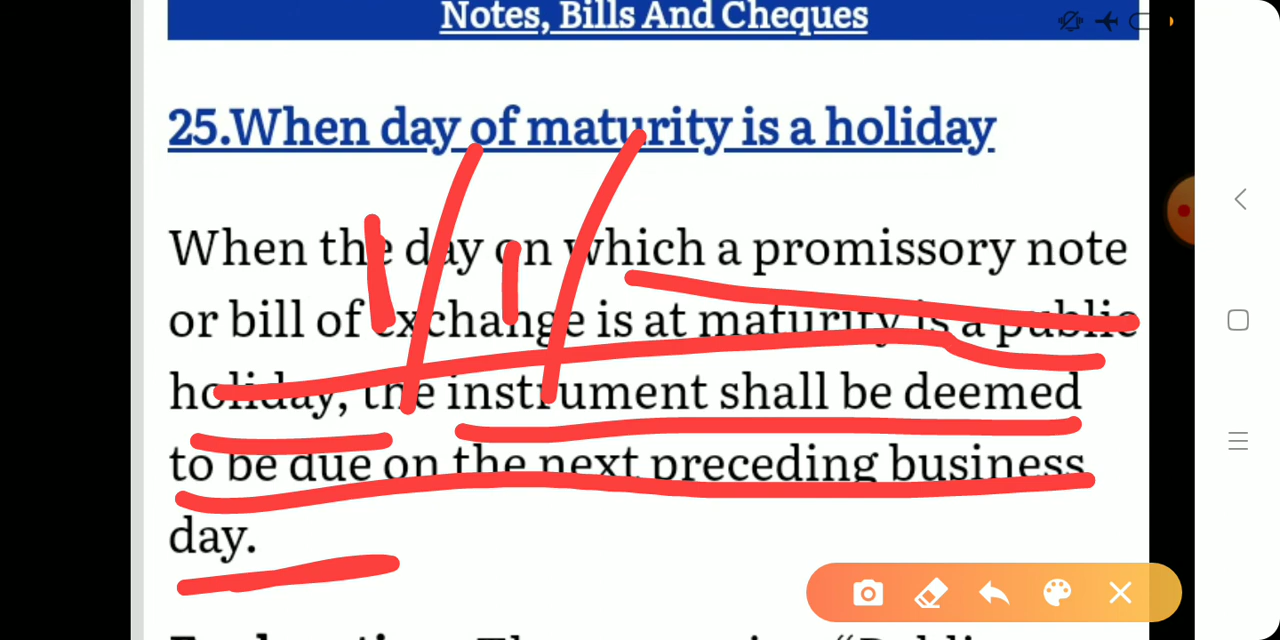 Notes, Bills And Cheques
25.When day of maturity is a holiday
When the day on which a promissory note
or bill of exchange is at maturity is a public
holiday, the instrument shall be deemed
to be due on the next preceding business
day.